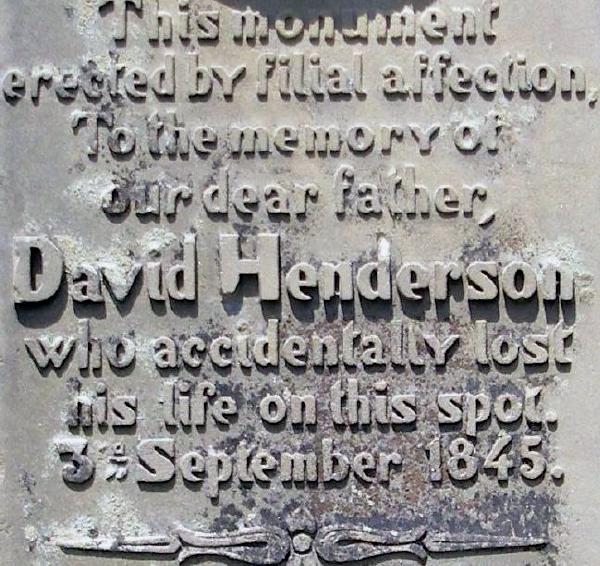 This monument
erected by filial affection,
To the memory of
our dear father,
David Henderson
who accidentally lost
his life on this spot.
3rd September 1845.